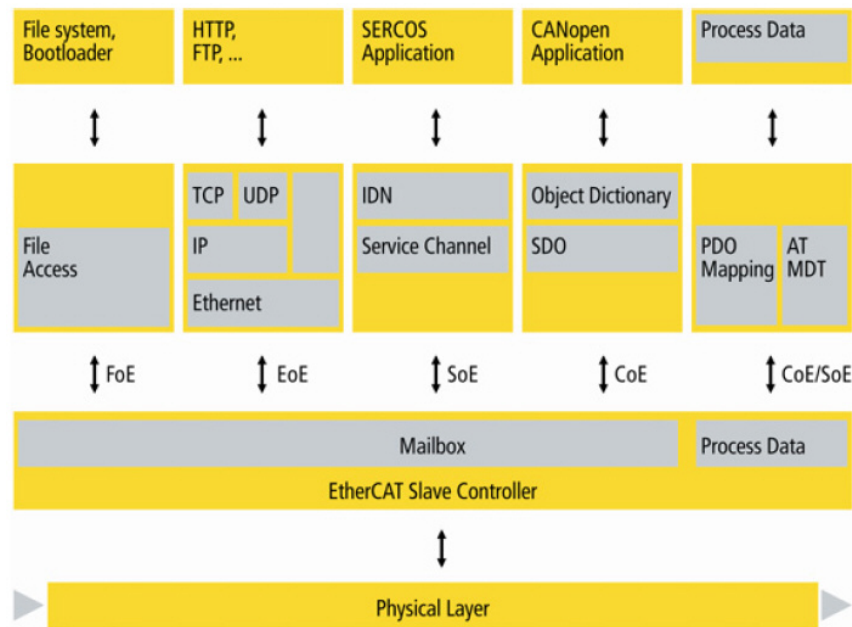 File system,
Bootloader
HTTP,
FTP, ...
SERCOS
Application
CANopen
Application
Process Data
File
Access
TCP
UDP
IP
Ethernet
IDN
Service Channel
Object Dictionary
SDO
PDO
Mapping
AT
MDT
FoE
EoE
SoE
CoE
CoE/SoE
Mailbox
Process Data
EtherCAT Slave Controller
Physical Layer